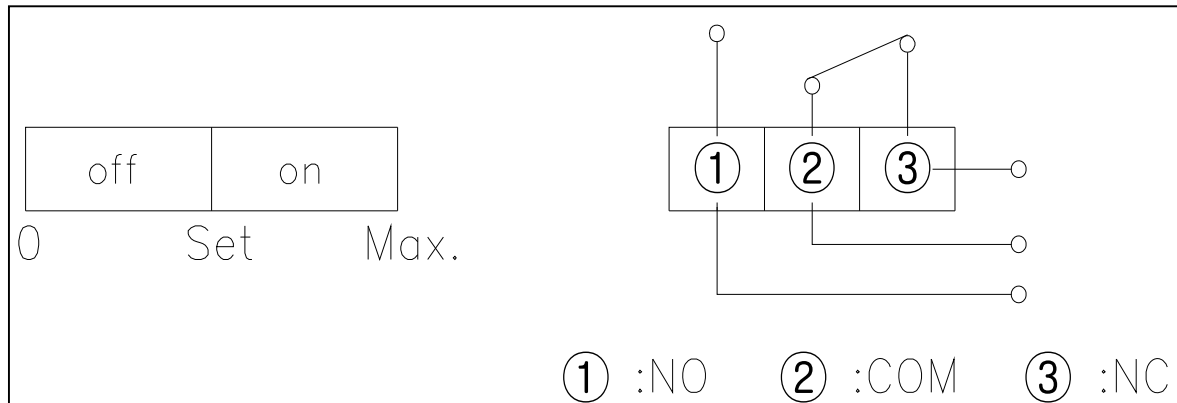 off on
0 Set Max.
① ② ③
① :NO ② :COM ③ :NC